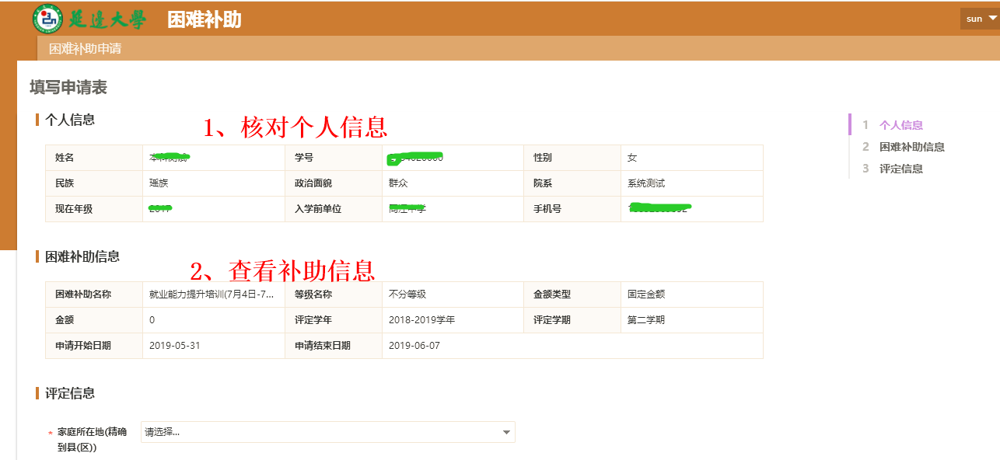 延边大学 困难补助
sun
困难补助申请
填写申请表
个人信息
1、核对个人信息
1 个人信息
2 困难补助信息
3 评定信息
姓名 学号 性别 女
民族 瑶族 政治面貌 群众 院系 系统测试
现在年级 入学前单位 手机号
困难补助信息
2、查看补助信息
困难补助名称 就业能力提升培训(7月4日-7... 等级名称 不分等级 金额类型 固定金额
金额 0 评定学年 2018-2019学年 评定学期 第二学期
申请开始日期 2019-05-31 申请结束日期 2019-06-07
评定信息
* 家庭所在地(精确 请选择...
到县(区))